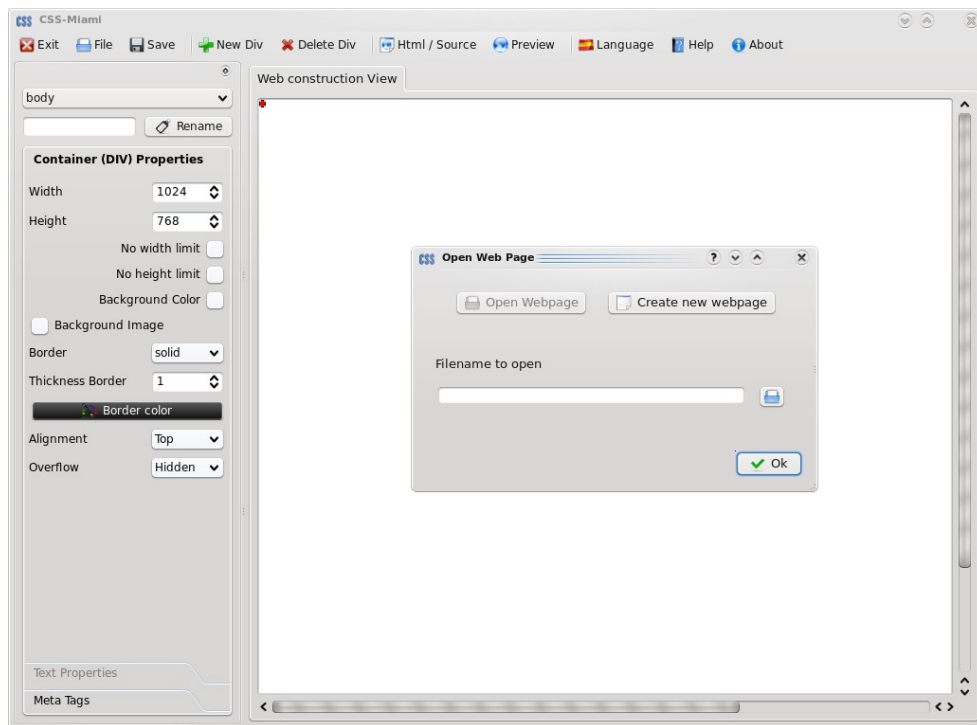 CSS CSS-Miami
Exit File Save New Div Delete Div Html / Source Preview Language Help About
Web construction View
body
Rename
Container (DIV) Properties
Width 1024
Height 768
No width limit
No height limit
Background Color
Background Image
Border solid
Thickness Border 1
Border color
Alignment Top
Overflow Hidden
Text Properties
Meta Tags
CSS Open Web Page ?
Open Webpage Create new webpage
Filename to open
Ok